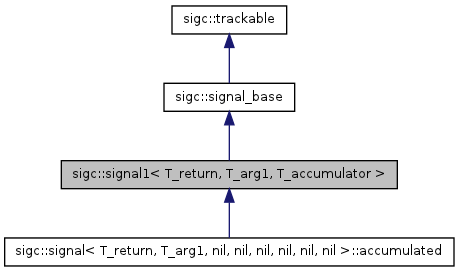 sigc::trackable
sigc::signal_base
sigc::signal1< T_return, T_arg1, T_accumulator >
sigc::signal< T_return, T_arg1, nil, nil, nil, nil, nil, nil >::accumulated